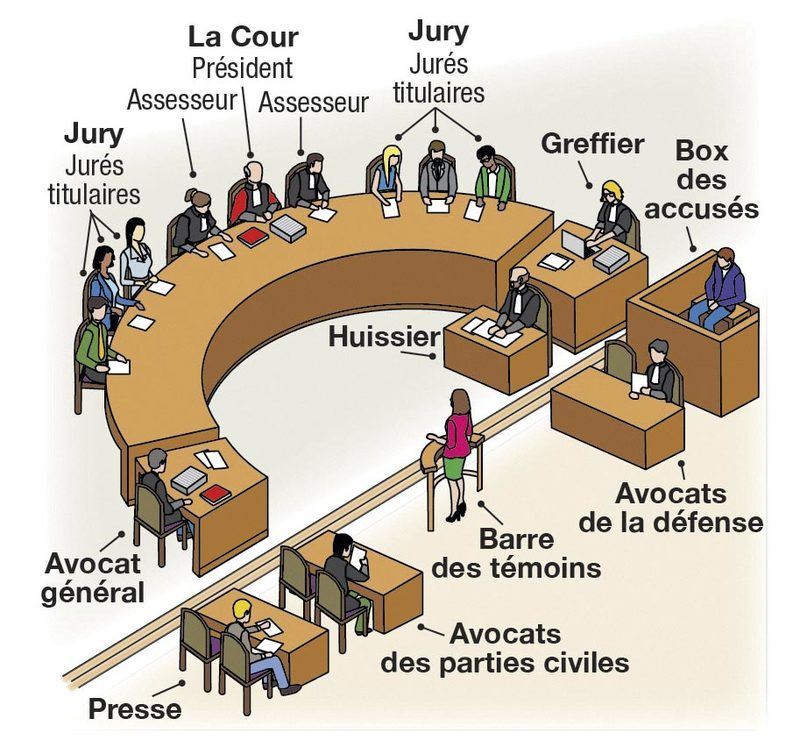 La Cour
Président
Assesseur
Assesseur
Jury
Jurés
titulaires
Jury
Jurés
titulaires
Greffier
Box
des
accusés
Huissier
Avocats
de la défense
Barre
des témoins
Avocat
général
Avocats
des parties civiles
Presse